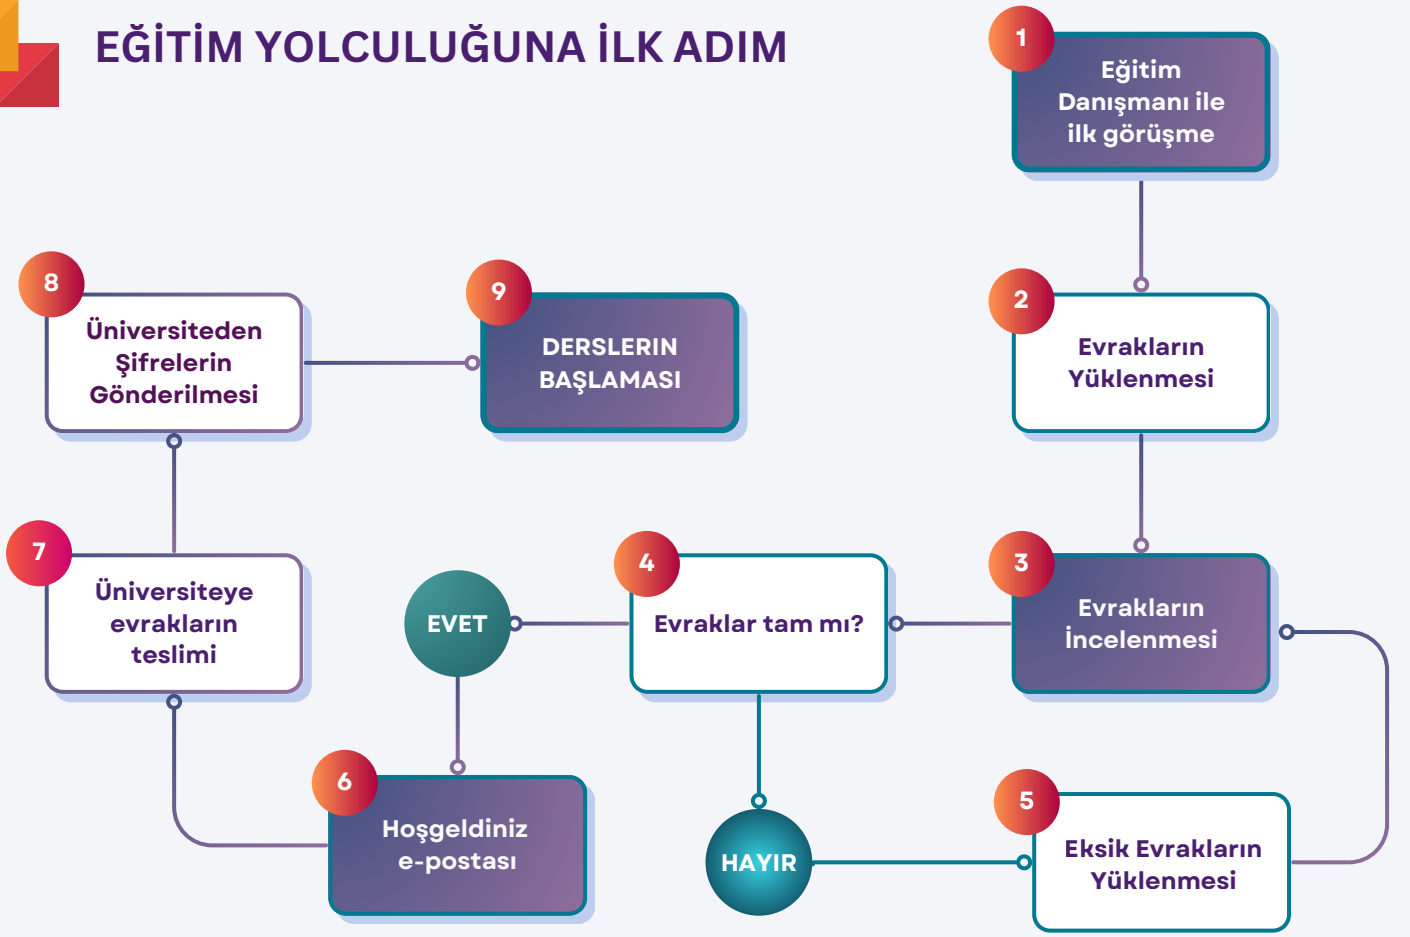 EĞİTİM YOLCULUĞUNA İLK ADIM
1
Eğitim
Danışmanı ile
ilk görüşme
2
Evrakların
Yüklenmesi
3
Evrakların
İncelenmesi
4
Evraklar tam mı?
EVET
HAYIR
5
Eksik Evrakların
Yüklenmesi
6
Hoşgeldiniz
e-postası
7
Üniversiteye
evrakların
teslimi
8
Üniversiteden
Şifrelerin
Gönderilmesi
9
DERSLERIN
BAŞLAMASI